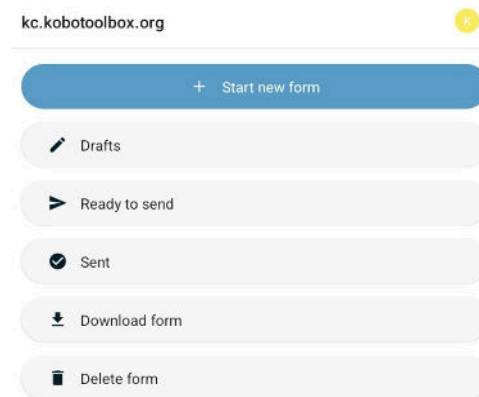 kc.kobotoolbox.org
K
+ Start new form
Drafts
Ready to send
Sent
Download form
Delete form